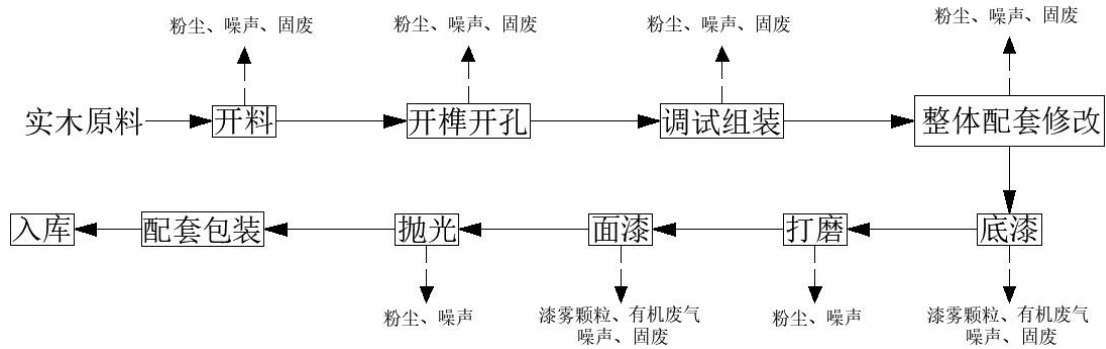 粉尘、噪声、固废
粉尘、噪声、固废
粉尘、噪声、固废
粉尘、噪声、固废
实木原料
开料
开榫开孔
调试组装
整体配套修改
入库
配套包装
抛光
面漆
打磨
底漆
粉尘、噪声
漆雾颗粒、有机废气
噪声、固废
粉尘、噪声
漆雾颗粒、有机废气
噪声、固废